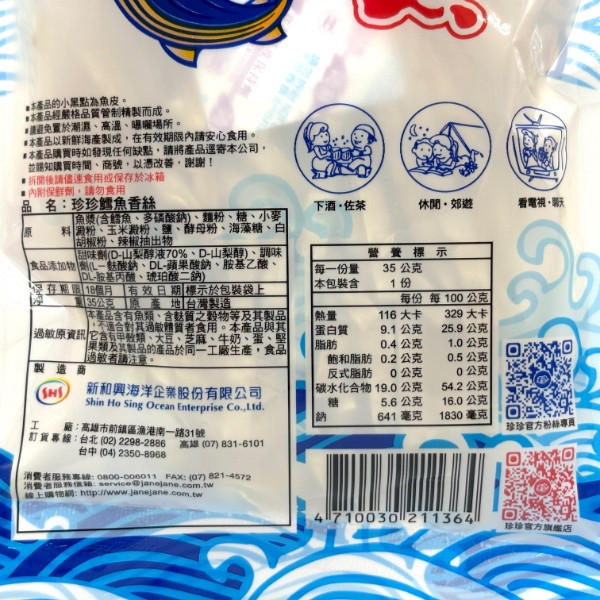 ■本產品的小黑點為魚皮。
■本產品經嚴格品質管制精製而成。
■請避免置於潮濕、高溫、曝曬場所。
■本產品以新鮮海產製成，在有效期限內請安心食用。
■本產品購買時如發現任何缺點，請將產品逕寄本公司，
並賜知購買時間、商號，以憑改善，謝謝！
■拆開後請儘速食用或保存於冰箱
■內附保鮮劑，請勿食用
品 名：珍珍鱈魚香絲
原 料 魚漿(含鱈魚、多磷酸鈉)、麵粉、糖、小麥
澱粉、玉米澱粉、鹽、酵母粉、海藻糖、白
胡椒粉、辣椒抽出物
食品添加物 甜味劑(D-山梨醇液70%、D-山梨醇)、調味
劑(L-麩酸鈉、DL-蘋果酸鈉、胺基乙酸、
DL-胺基丙酸、琥珀酸二鈉)
保存期限 18個月 有效日期 標示於包裝袋上
量 35公克 原產地 台灣製造
過敏原資訊 本產品含有魚類、含麩質之穀物等及其製品
，不適合對其過敏體質者食用。本產品與其
它含有甲殼類、大豆、芝麻、牛奶、蛋、堅
果類及其製品的產品於同一工廠生產，食品
過敏者請注意。
製 造 商
SHS
新和興海洋企業股份有限公司
Shin Ho Sing Ocean Enterprise Co.,Ltd.
工 廠：高雄市前鎮區漁港南一路31號
訂貨專線：台北 (02) 2298-2886 高雄 (07) 831-6101
台中 (04) 2350-8968
消費者服務專線: 0800-006011 FAX: (07) 821-4572
消費者服務信箱: service@janejane.com.tw
線上購物網: http://www.janejane.com.tw
下酒・佐茶
休閒・郊遊
看電視・聊天
營養標示
每一份量 35 公克
本包裝含 1 份
每份 每 100 公克
熱量 116 大卡 329 大卡
蛋白質 9.1 公克 25.9 公克
脂肪 0.4 公克 1.0 公克
飽和脂肪 0.2 公克 0.5 公克
反式脂肪 0 公克 0 公克
碳水化合物 19.0 公克 54.2 公克
糖 5.6 公克 16.0 公克
鈉 641 毫克 1830 毫克
珍珍官方粉絲專頁
4 710030 211364
珍珍官方旗艦店